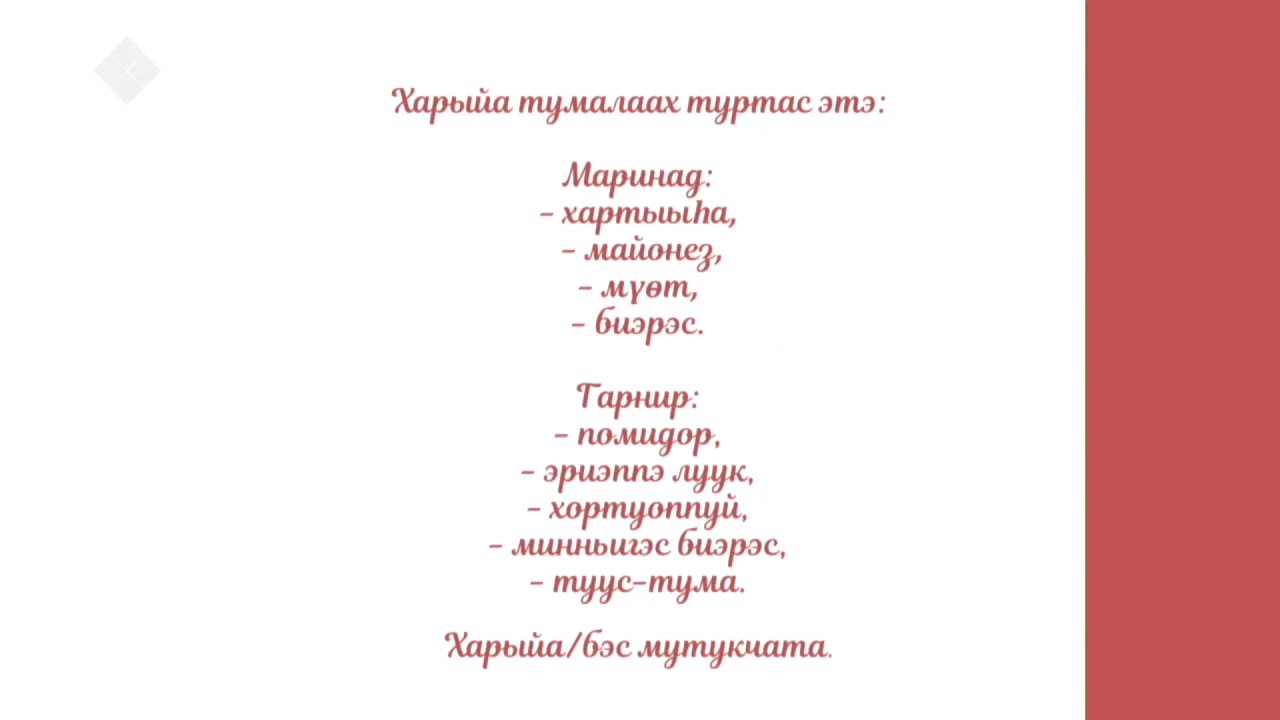 Харыйа тумалаах туртас этэ:
Маринад:
- хартыыһа,
- майонез,
- мүөт,
- биэрэс.
Гарнир:
- помидор,
- эриэппэ луук,
- хортуоппуй,
- минньигэс биэрэс,
- туус-тума.
Харыйа/бэс мутукчата.